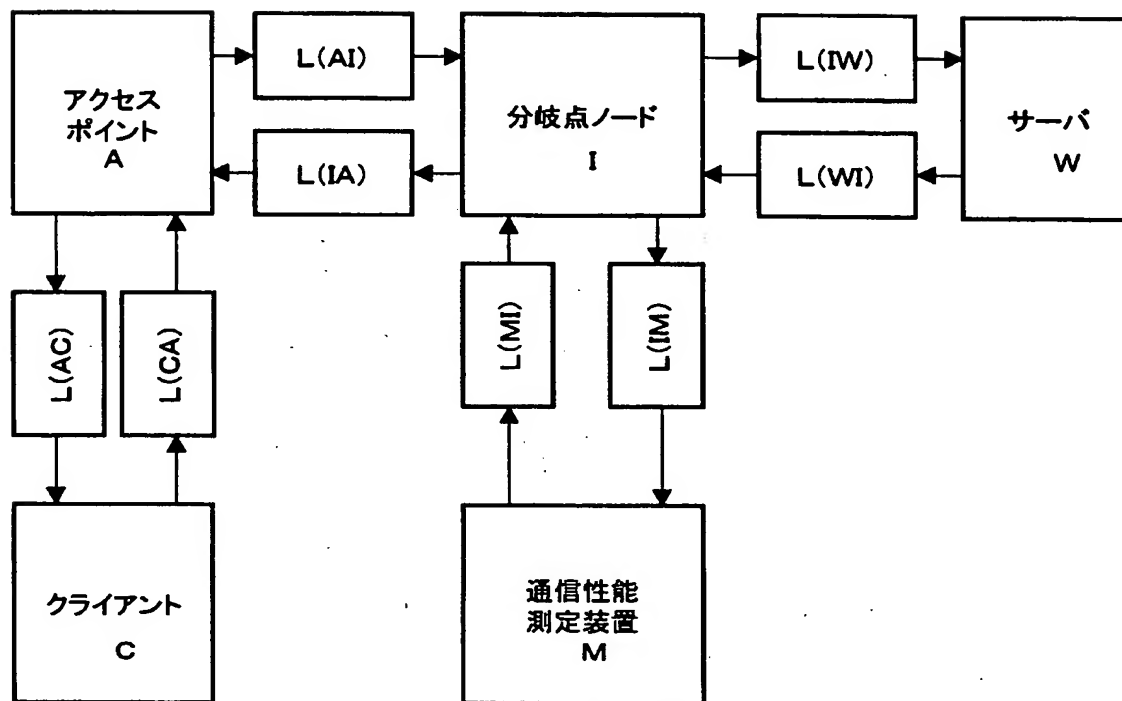 アクセス
ポイント
A
L(AI)
L(IA)
分岐点ノード
I
L(IW)
L(WI)
サーバ
W
L(AC)
L(CA)
L(MI)
L(IM)
クライアント
C
通信性能
測定装置
M